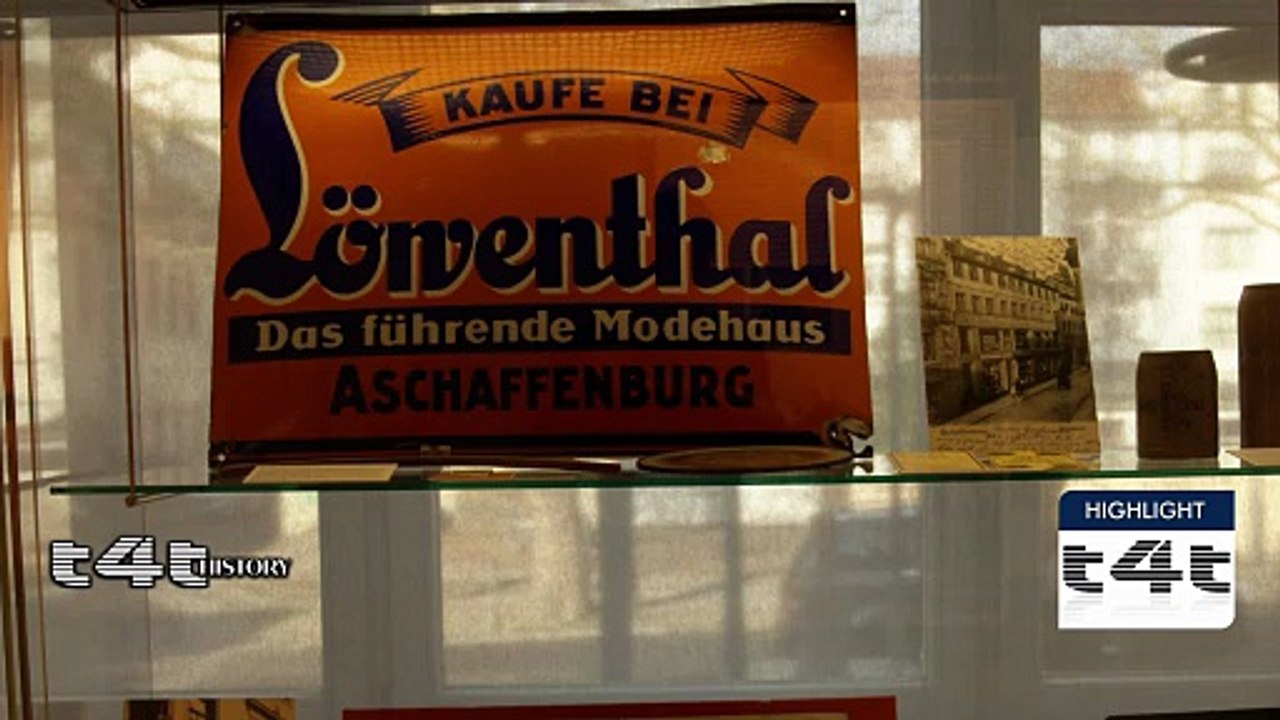 KAUFE BEI
Löwenthal
Das führende Modehaus
ASCHAFFENBURG
HIGHLIGHT
t4t
t4t HISTORY